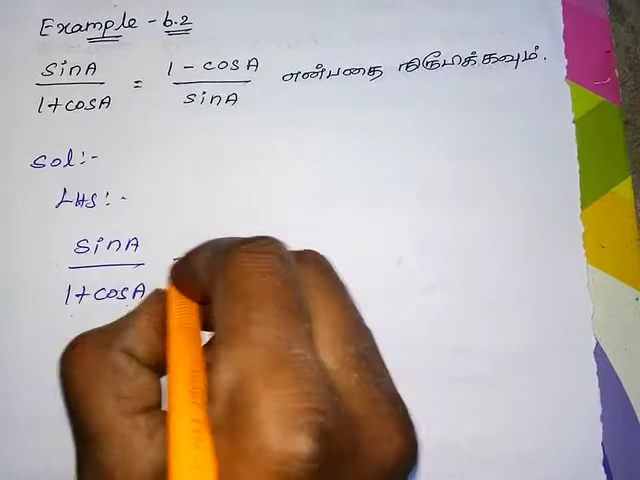 Example - 6.2
sinA / 1+cosA = 1 - cosA / sinA என்பதை நிரூபிக்கவும்.
Sol:-
LHS:-
sinA / 1+cosA